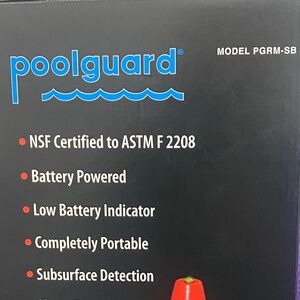 poolguard®
MODEL PGRM-SB
• NSF Certified to ASTM F 2208
• Battery Powered
• Low Battery Indicator
• Completely Portable
• Subsurface Detection